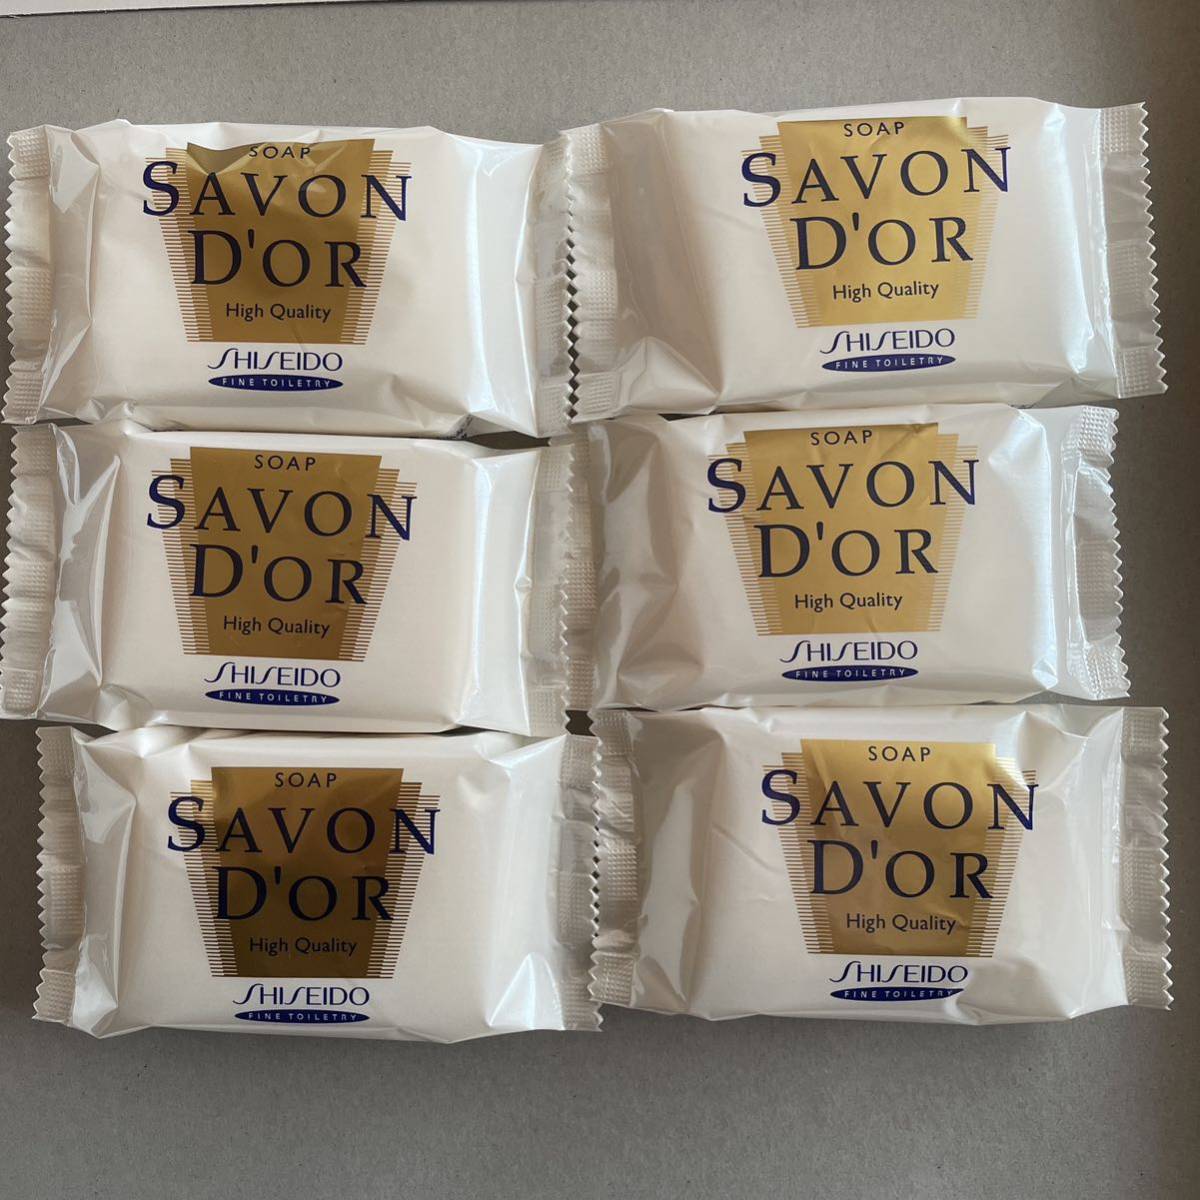 SOAP
SAVON
D'OR
High Quality
SHISEIDO
FINE TOILETRY
SOAP
SAVON
D'OR
High Quality
SHISEIDO
FINE TOILETRY
SOAP
SAVON
D'OR
High Quality
SHISEIDO
FINE TOILETRY
SOAP
SAVON
D'OR
High Quality
SHISEIDO
FINE TOILETRY
SOAP
SAVON
D'OR
High Quality
SHISEIDO
FINE TOILETRY
SOAP
SAVON
D'OR
High Quality
SHISEIDO
FINE TOILETRY